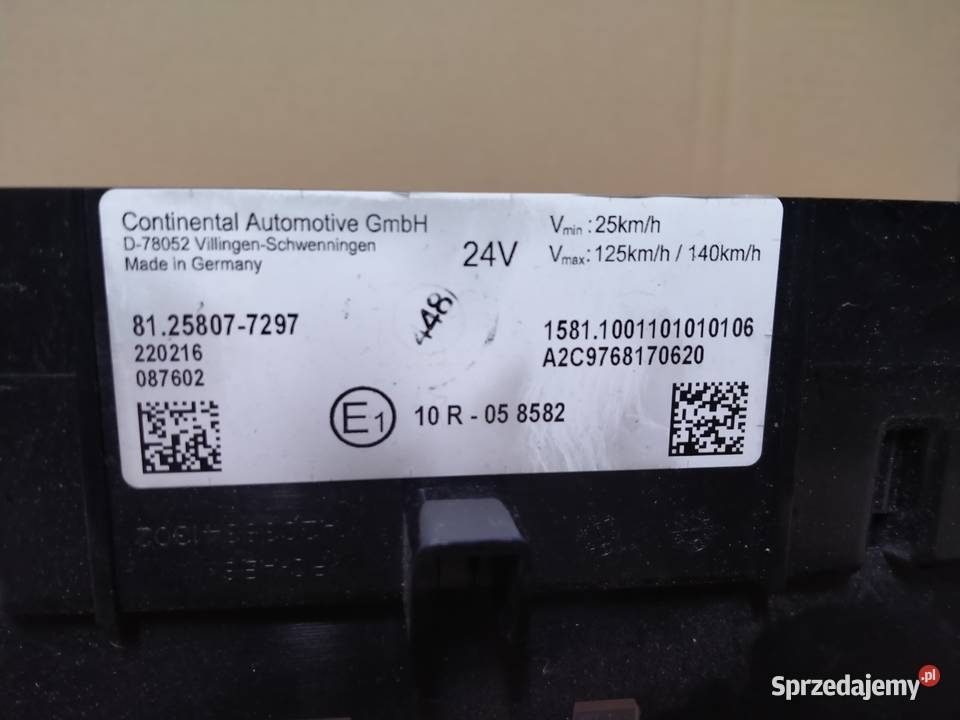 Continental Automotive GmbH
D-78052 Villingen-Schwenningen
Made in Germany
24V
Vmin : 25km/h
Vmax: 125km/h / 140km/h
81.25807-7297
220216
087602
448
1581.1001101010106
A2C9768170620
E1
10 R - 05 8582
Sprzedajemy.pl